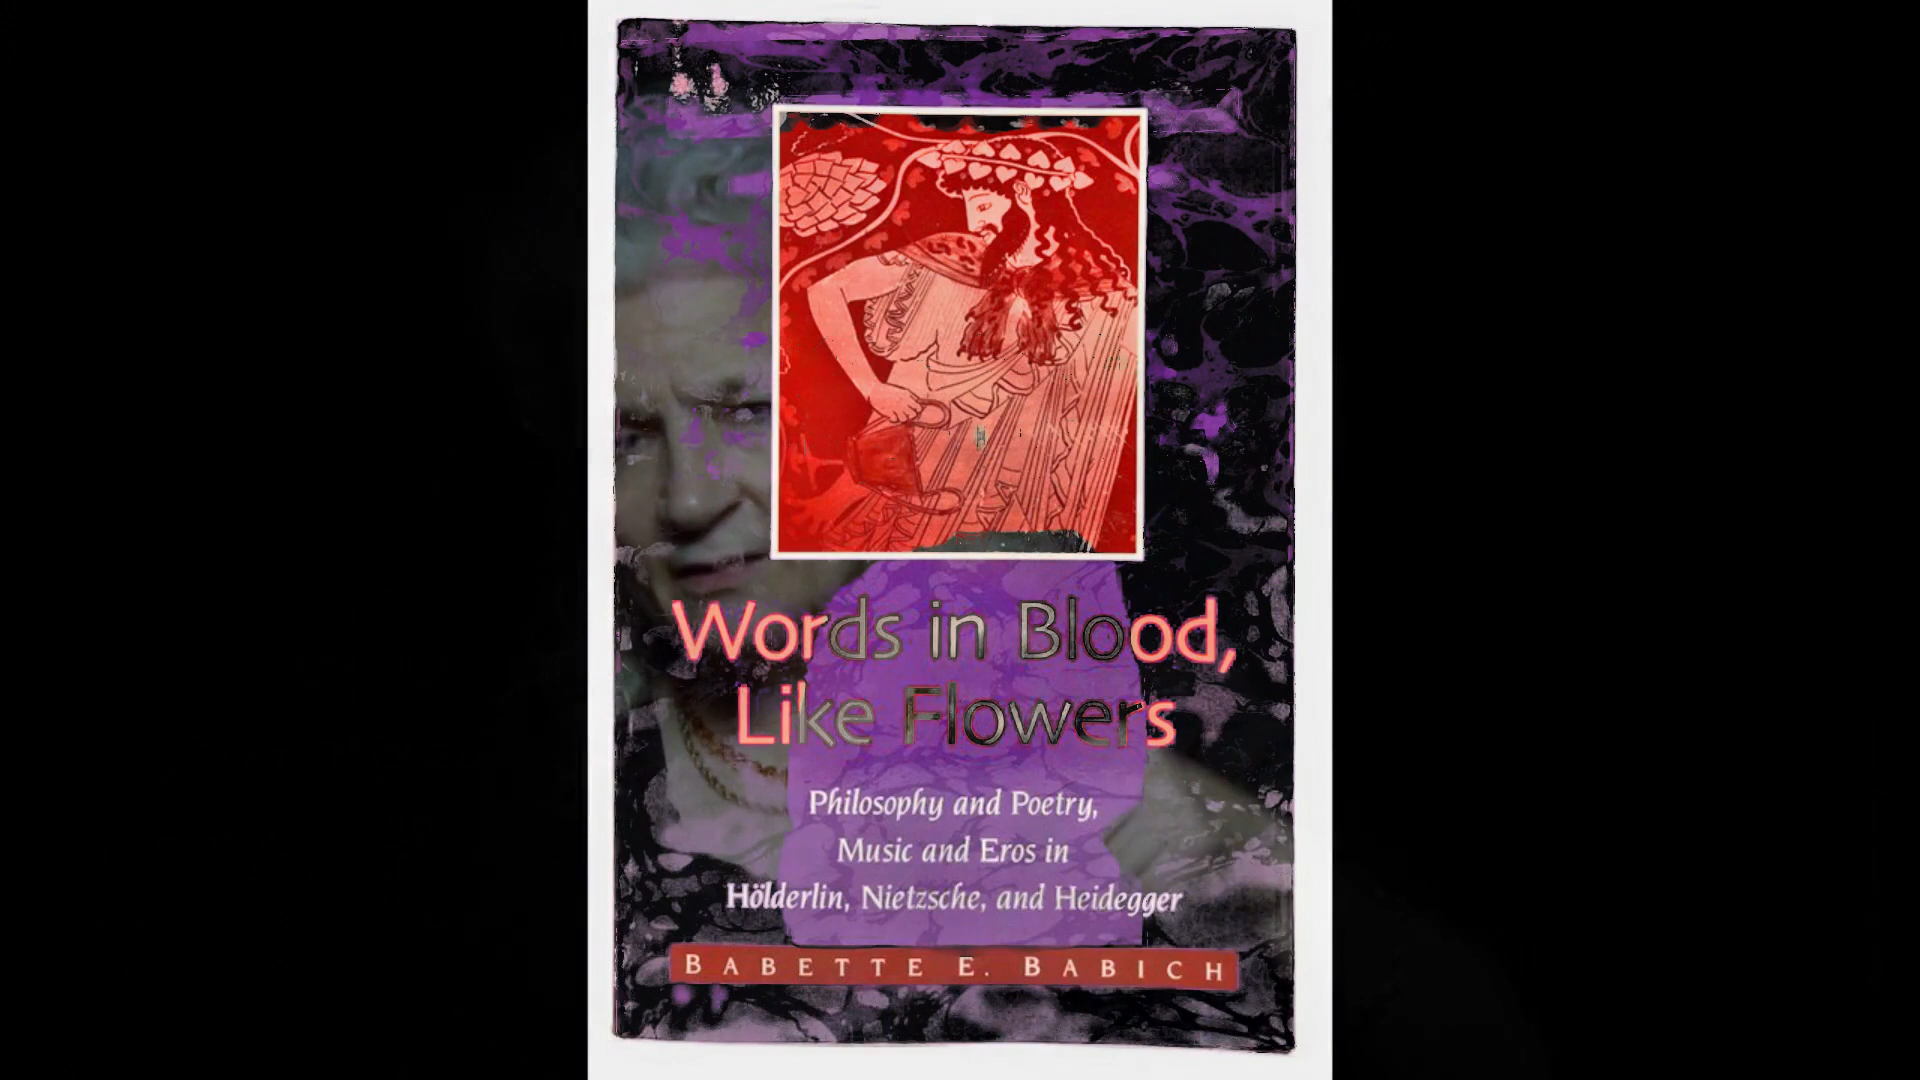 Words in Blood,
Like Flowers
Philosophy and Poetry,
Music and Eros in
Hölderlin, Nietzsche, and Heidegger
BABETTE E. BABICH